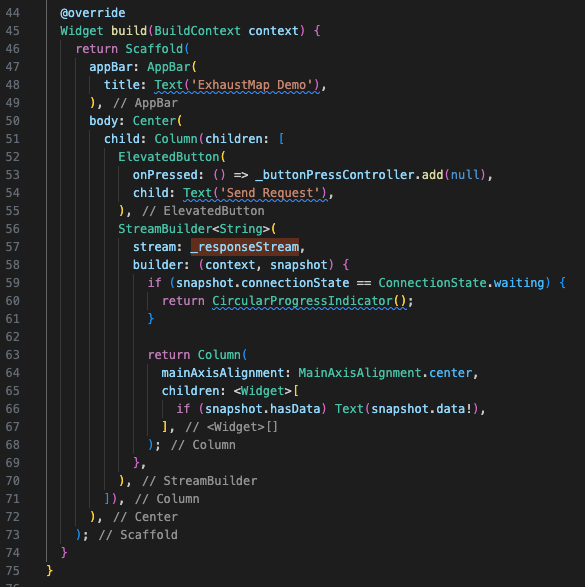 44 @override
45 Widget build(BuildContext context) {
46 return Scaffold(
47 appBar: AppBar(
48 title: Text('ExhaustMap Demo'),
49 ), // AppBar
50 body: Center(
51 child: Column(children: [
52 ElevatedButton(
53 onPressed: () => _buttonPressController.add(null),
54 child: Text('Send Request'),
55 ), // ElevatedButton
56 StreamBuilder<String>(
57 stream: _responseStream,
58 builder: (context, snapshot) {
59 if (snapshot.connectionState == ConnectionState.waiting) {
60 return CircularProgressIndicator();
61 }
62
63 return Column(
64 mainAxisAlignment: MainAxisAlignment.center,
65 children: <Widget>[
66 if (snapshot.hasData) Text(snapshot.data!),
67 ], // <Widget>[]
68 ); // Column
69 },
70 ), // StreamBuilder
71 ]), // Column
72 ), // Center
73 ); // Scaffold
74 }
75 }